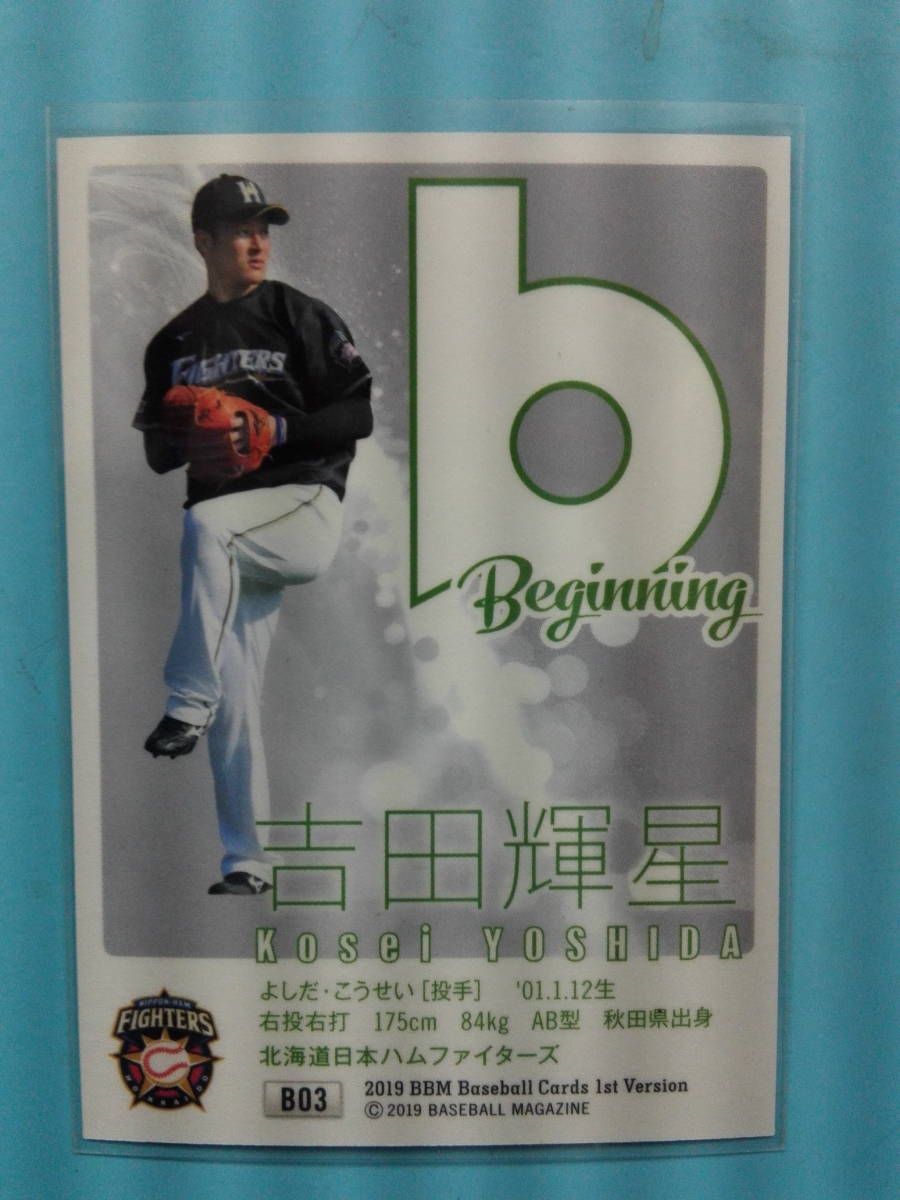 H
FIGHTERS
b
Beginning
吉田輝星
Kosei YOSHIDA
よしだ・こうせい［投手］ '01.1.12生
右投右打 175cm 84kg AB型 秋田県出身
北海道日本ハムファイターズ
NIPPON-HAM
FIGHTERS
HOKKAIDO
B03
2019 BBM Baseball Cards 1st Version
© 2019 BASEBALL MAGAZINE